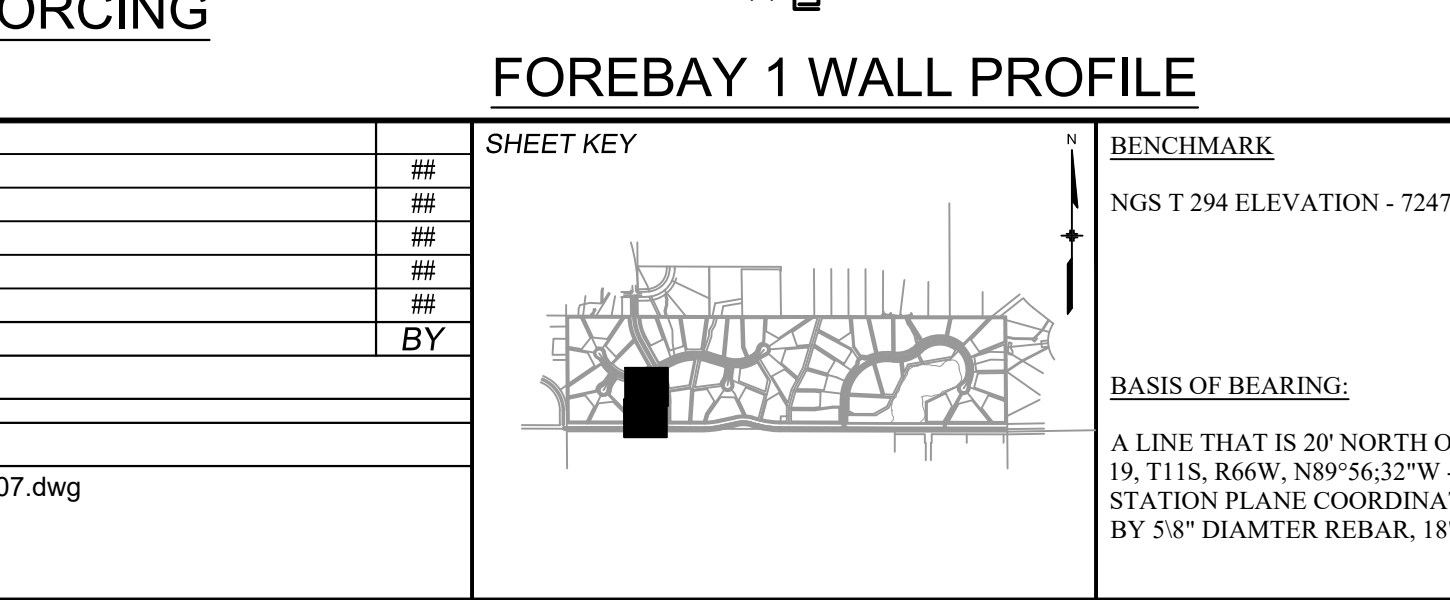 ORCING
FOREBAY 1 WALL PROFILE
##
##
##
##
##
BY
07.dwg
SHEET KEY
N
BENCHMARK
NGS T 294 ELEVATION - 7247
BASIS OF BEARING:
A LINE THAT IS 20' NORTH O
19, T11S, R66W, N89°56;32"W -
STATION PLANE COORDINAT
BY 5\8" DIAMTER REBAR, 18"